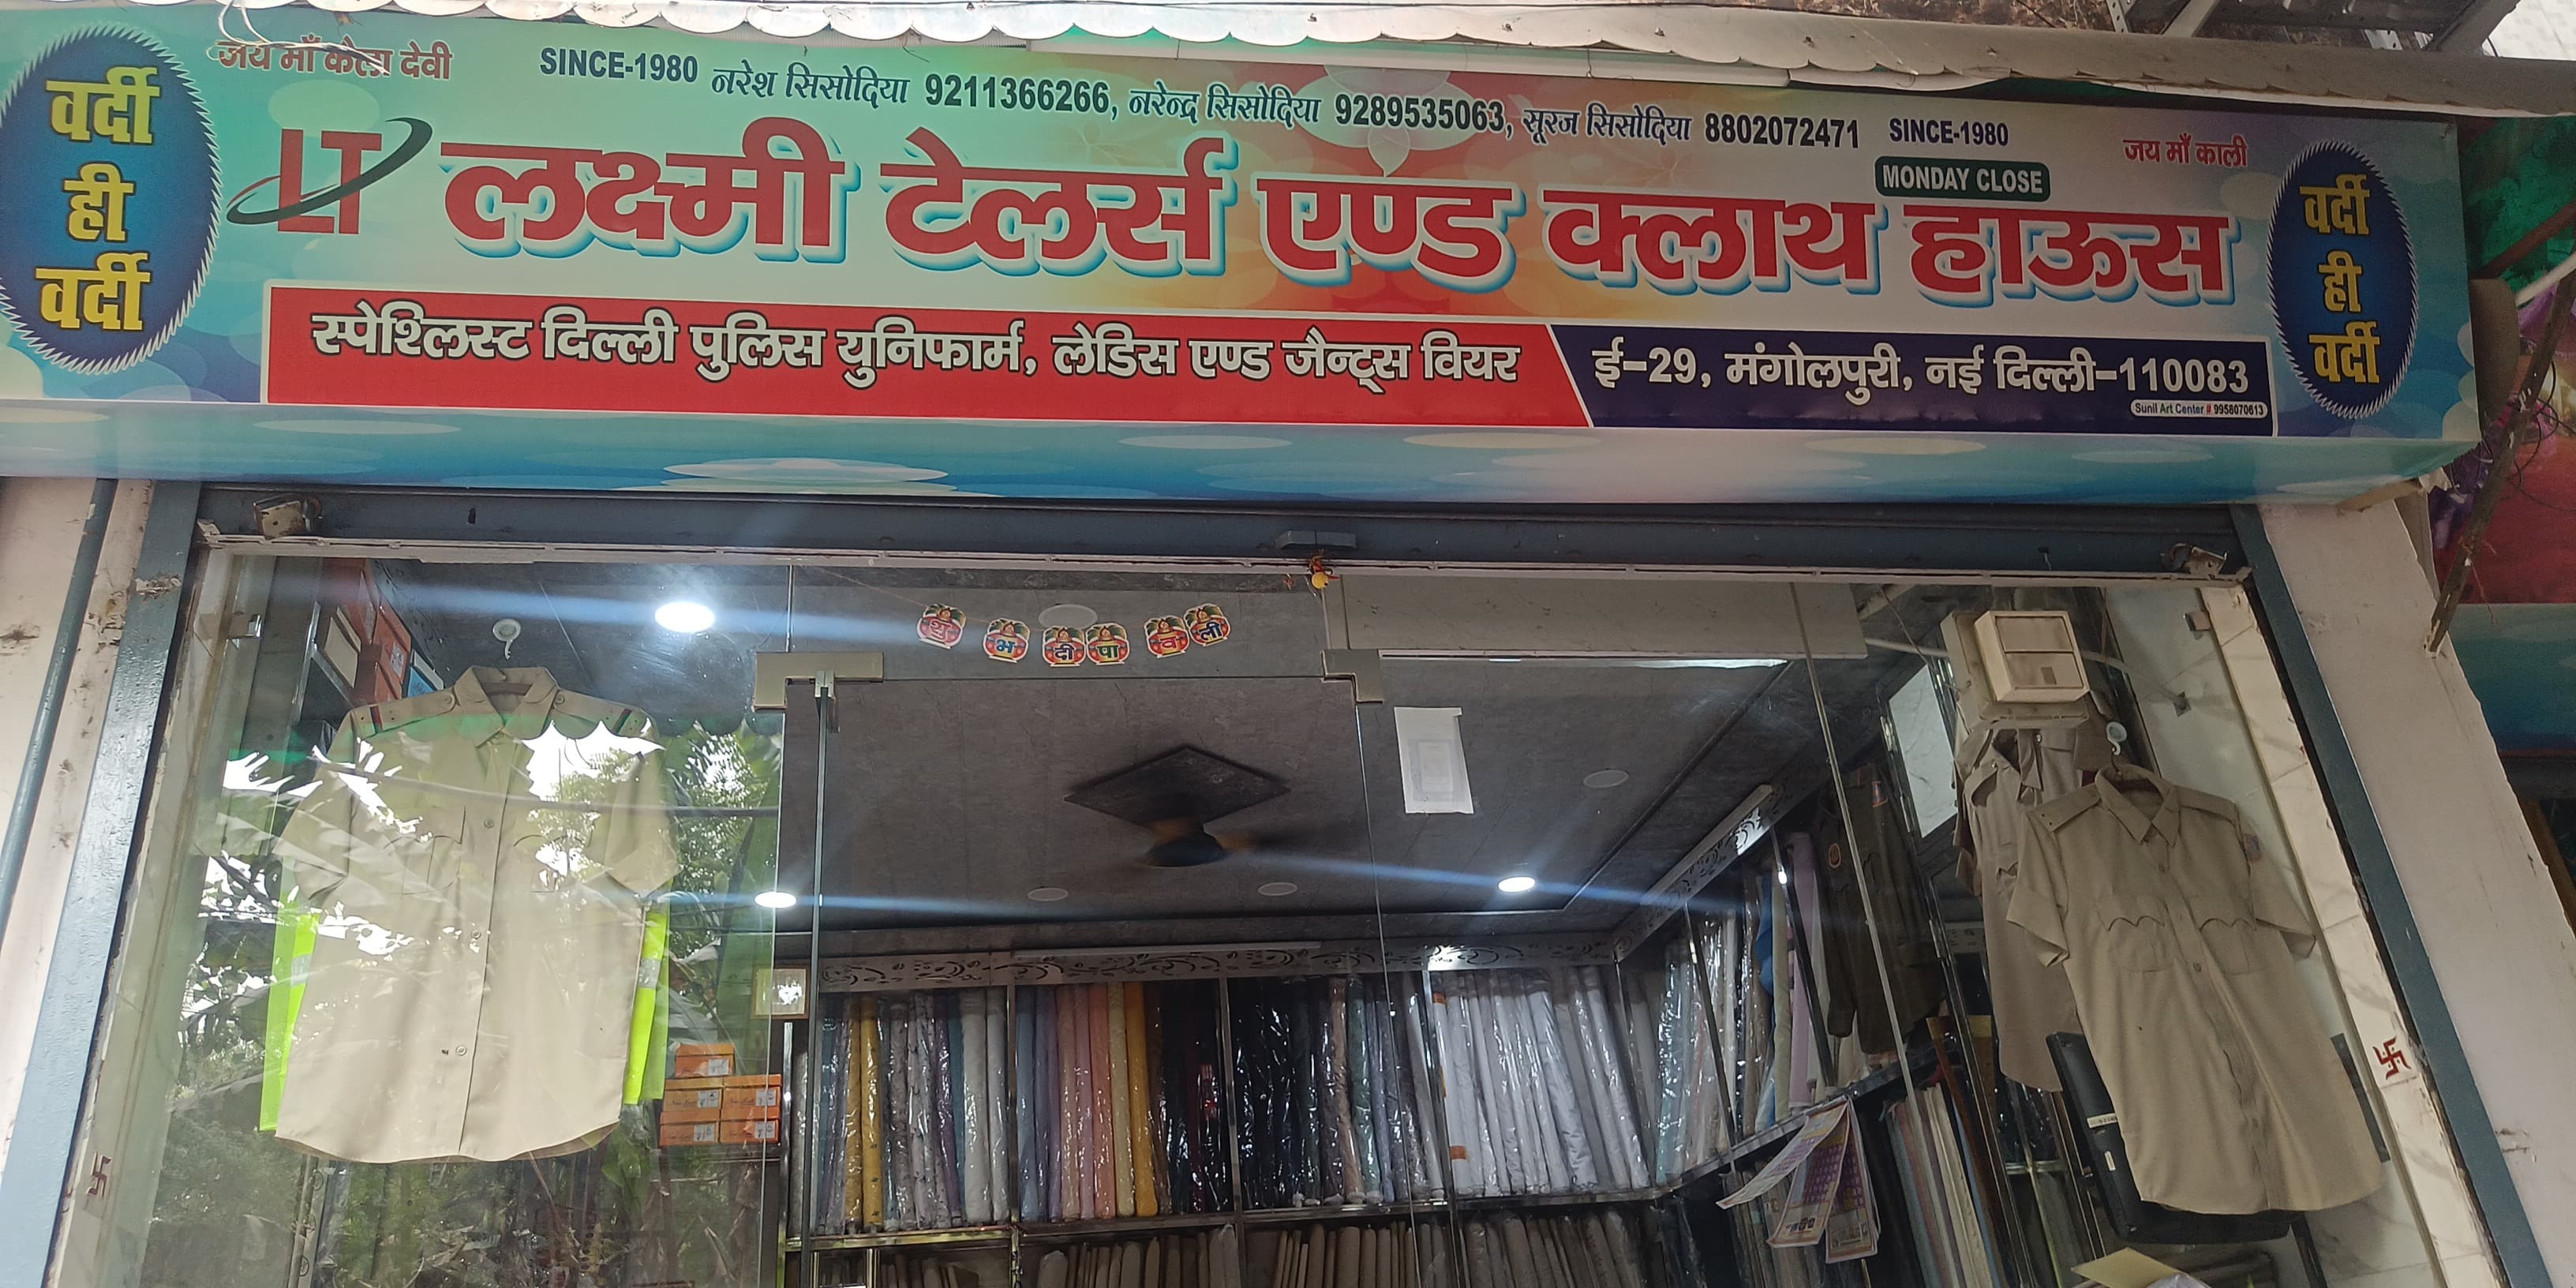 जय माँ कैला देवी
SINCE-1980 नरेश सिसोदिया 9211366266, नरेन्द्र सिसोदिया 9289535063, सूरज सिसोदिया 8802072471 SINCE-1980
जय माँ काली
MONDAY CLOSE
वर्दी
ही
वर्दी
LT लक्ष्मी टेलर्स एण्ड क्लाथ हाऊस
वर्दी
ही
वर्दी
स्पेश्लिस्ट दिल्ली पुलिस युनिफार्म, लेडिस एण्ड जैन्ट्स वियर
ई-29, मंगोलपुरी, नई दिल्ली-110083
Sunil Art Center # 9958070613
शुभ दीपावली